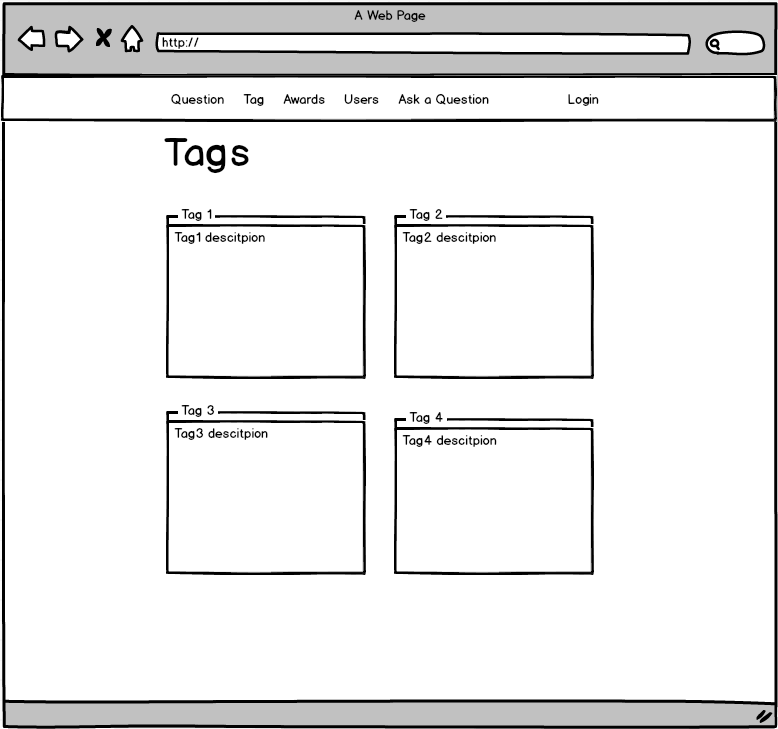 A Web Page
http://
Question Tag Awards Users Ask a Question Login
Tags
Tag 1
Tag1 descitpion
Tag 2
Tag2 descitpion
Tag 3
Tag3 descitpion
Tag 4
Tag4 descitpion